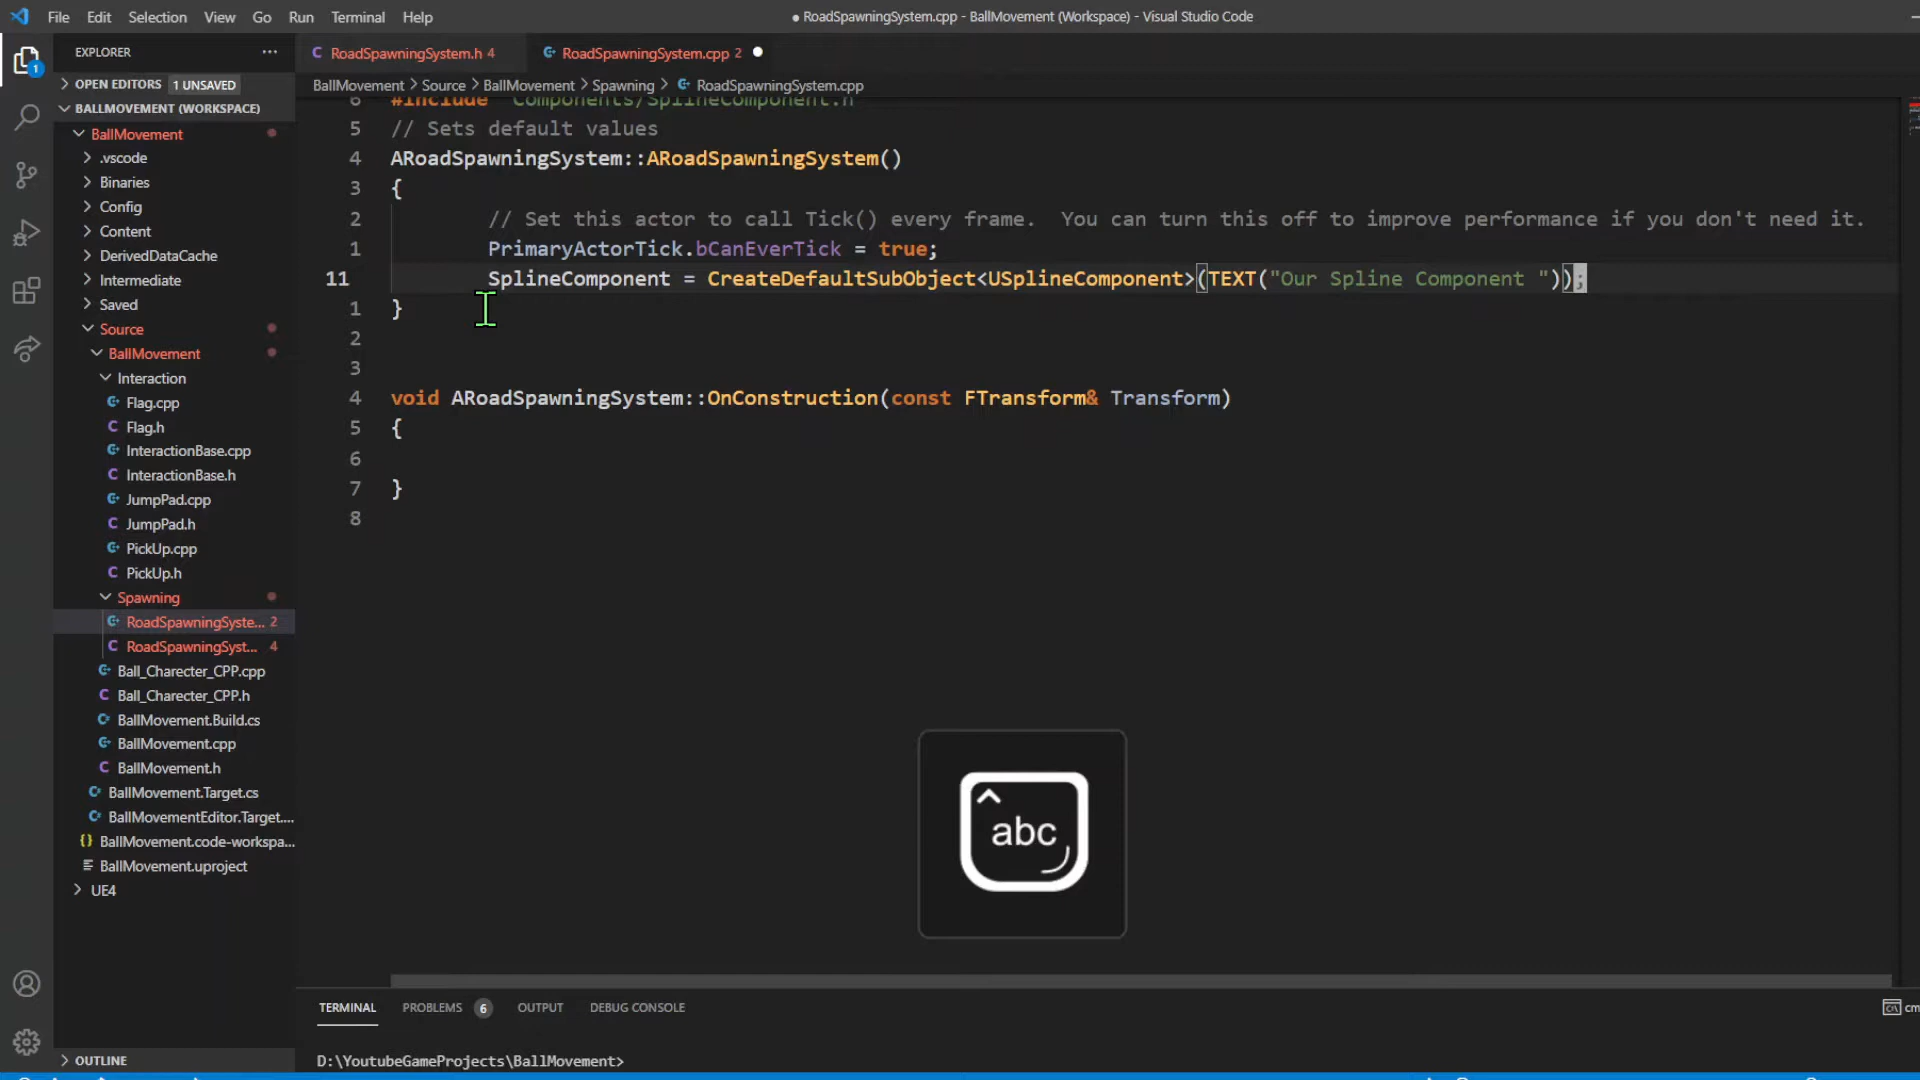 File Edit Selection View Go Run Terminal Help
● RoadSpawningSystem.cpp - BallMovement (Workspace) - Visual Studio Code
EXPLORER ···
RoadSpawningSystem.h 4
RoadSpawningSystem.cpp 2
OPEN EDITORS 1 UNSAVED
BALLMOVEMENT (WORKSPACE)
BallMovement
.vscode
Binaries
Config
Content
DerivedDataCache
Intermediate
Saved
Source
BallMovement
Interaction
Flag.cpp
Flag.h
InteractionBase.cpp
InteractionBase.h
JumpPad.cpp
JumpPad.h
PickUp.cpp
PickUp.h
Spawning
RoadSpawningSyste... 2
RoadSpawningSyst... 4
Ball_Charecter_CPP.cpp
Ball_Charecter_CPP.h
BallMovement.Build.cs
BallMovement.cpp
BallMovement.h
BallMovement.Target.cs
BallMovementEditor.Target....
BallMovement.code-workspa...
BallMovement.uproject
UE4
OUTLINE
1
BallMovement > Source > BallMovement > Spawning > RoadSpawningSystem.cpp
6 #include "Components/SplineComponent.h"
5 // Sets default values
4 ARoadSpawningSystem::ARoadSpawningSystem()
3 {
2 // Set this actor to call Tick() every frame.  You can turn this off to improve performance if you don't need it.
1 PrimaryActorTick.bCanEverTick = true;
11 SplineComponent = CreateDefaultSubObject<USplineComponent>(TEXT("Our Spline Component "));
1 }
2
3
4 void ARoadSpawningSystem::OnConstruction(const FTransform& Transform)
5 {
6
7 }
8
abc
TERMINAL PROBLEMS 6 OUTPUT DEBUG CONSOLE
cm
D:\YoutubeGameProjects\BallMovement>